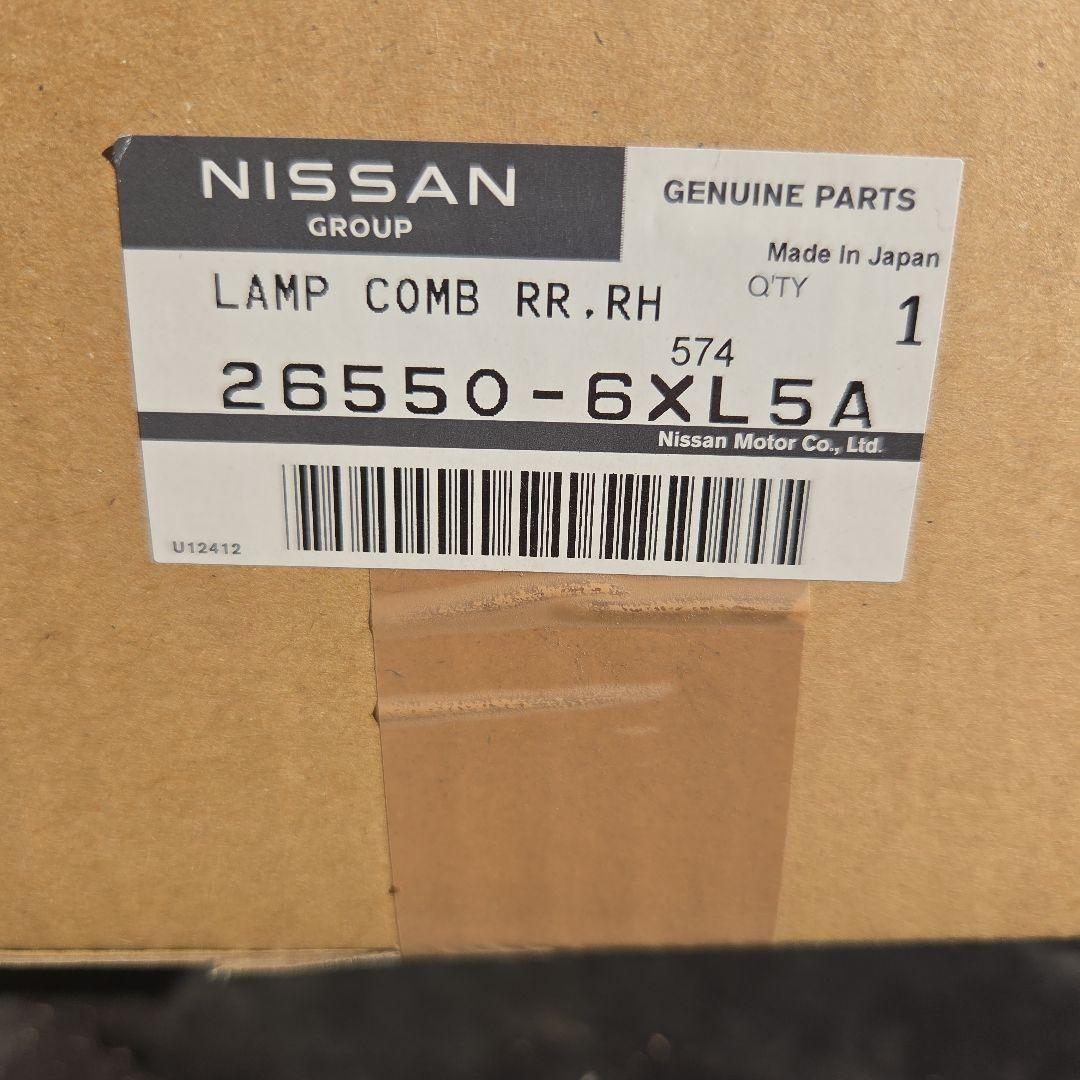 NISSAN
GROUP
GENUINE PARTS
Made In Japan
LAMP COMB RR,RH
Q'TY
1
574
26550-6XL5A
Nissan Motor Co., Ltd.
U12412